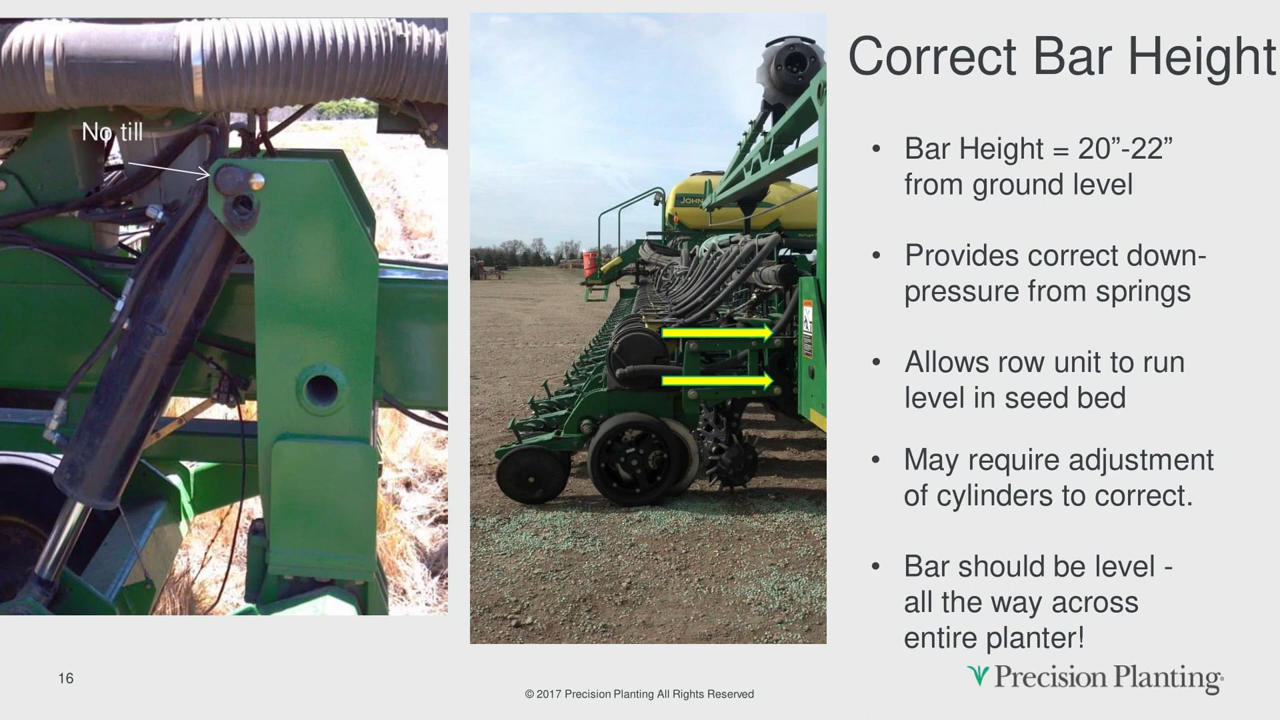 Correct Bar Height
No till
• Bar Height = 20”-22”
from ground level
• Provides correct down-
pressure from springs
• Allows row unit to run
level in seed bed
• May require adjustment
of cylinders to correct.
• Bar should be level -
all the way across
entire planter!
JOHN
16
© 2017 Precision Planting All Rights Reserved
Precision Planting®